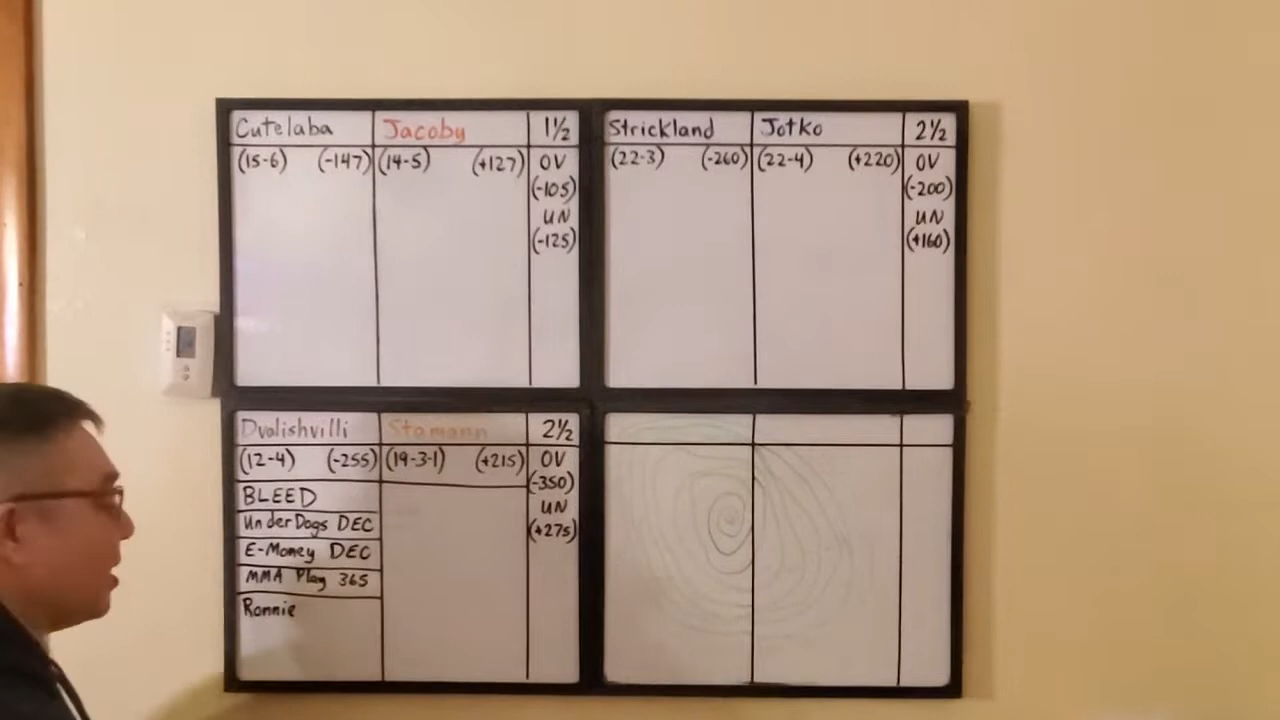 Cutelaba Jacoby 1½
(15-6) (-147) (14-5) (+127) OV
(-105)
UN
(-125)
Strickland Jotko 2½
(22-3) (-260) (22-4) (+220) OV
(-200)
UN
(+160)
Dvalishvilli Stamann 2½
(12-4) (-255) (19-3-1) (+215) OV
(-350)
UN
(+275)
BLEED
UnderDogs DEC
E-Money DEC
MMA Play 365
Ronnie